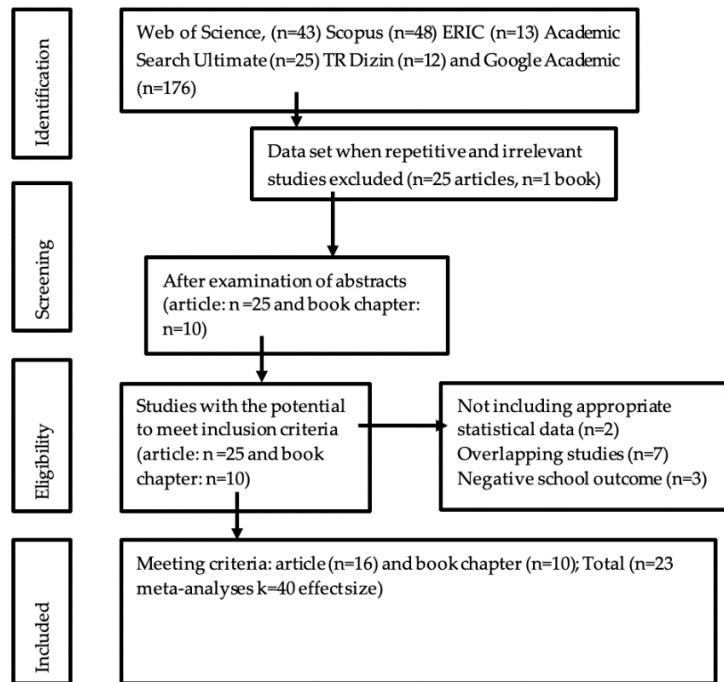 Identification
Web of Science, (n=43) Scopus (n=48) ERIC (n=13) Academic
Search Ultimate (n=25) TR Dizin (n=12) and Google Academic
(n=176)
Data set when repetitive and irrelevant
studies excluded (n=25 articles, n=1 book)
Screening
After examination of abstracts
(article: n =25 and book chapter:
n=10)
Eligibility
Studies with the potential
to meet inclusion criteria
(article: n =25 and book
chapter: n=10)
Not including appropriate
statistical data (n=2)
Overlapping studies (n=7)
Negative school outcome (n=3)
Included
Meeting criteria: article (n=16) and book chapter (n=10); Total (n=23
meta-analyses k=40 effect size)